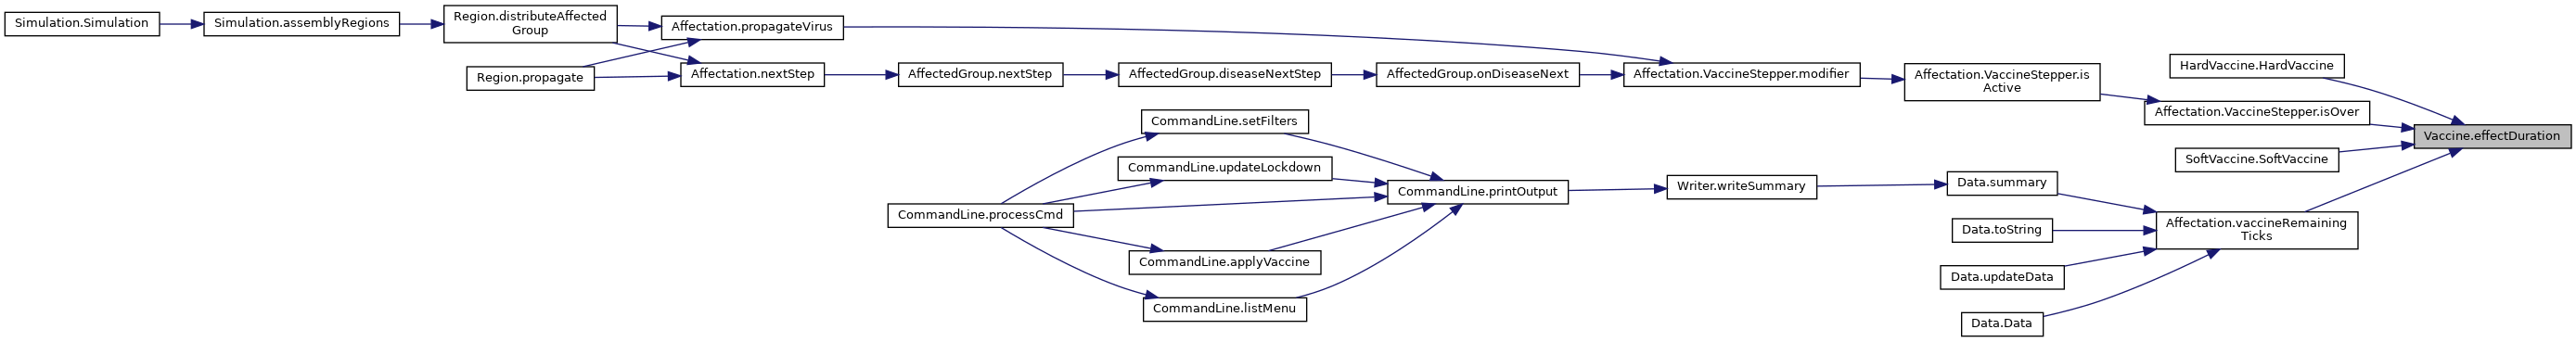 Simulation.Simulation
Simulation.assemblyRegions
Region.distributeAffected
Group
Region.propagate
Affectation.propagateVirus
Affectation.nextStep
AffectedGroup.nextStep
AffectedGroup.diseaseNextStep
AffectedGroup.onDiseaseNext
Affectation.VaccineStepper.modifier
Affectation.VaccineStepper.is
Active
Affectation.VaccineStepper.isOver
HardVaccine.HardVaccine
Vaccine.effectDuration
SoftVaccine.SoftVaccine
CommandLine.setFilters
CommandLine.updateLockdown
CommandLine.processCmd
CommandLine.applyVaccine
CommandLine.listMenu
CommandLine.printOutput
Writer.writeSummary
Data.summary
Data.toString
Data.updateData
Data.Data
Affectation.vaccineRemaining
Ticks